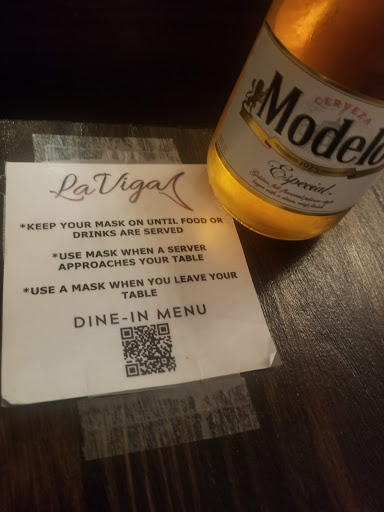 La Viga
*KEEP YOUR MASK ON UNTIL FOOD OR
DRINKS ARE SERVED
*USE MASK WHEN A SERVER
APPROACHES YOUR TABLE
*USE A MASK WHEN YOU LEAVE YOUR
TABLE
DINE-IN MENU
CERVEZA
Modelo
1925
Especial